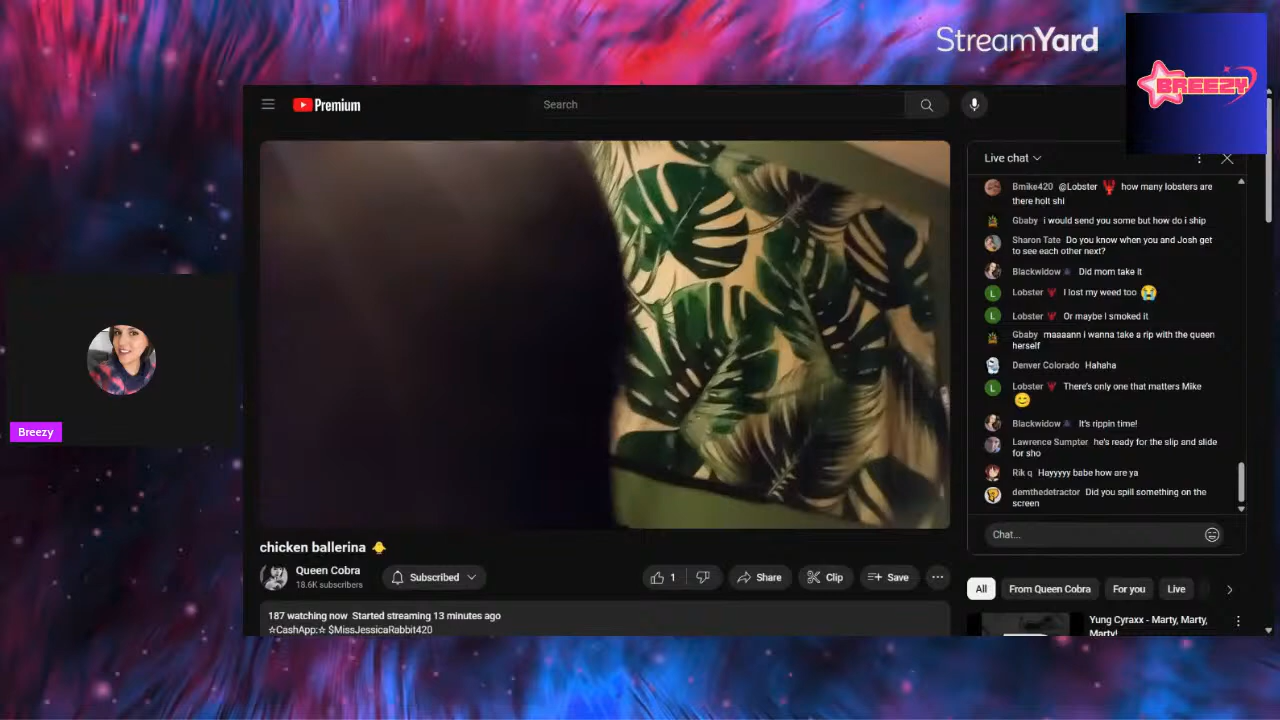 StreamYard
BREEZY
Premium
Search
Live chat
Bmike420 @Lobster how many lobsters are
there holt shi
Gbaby i would send you some but how do i ship
Sharon Tate Do you know when you and Josh get
to see each other next?
Blackwidow Did mom take it
L Lobster I lost my weed too 😭
L Lobster Or maybe I smoked it
Gbaby maaaann i wanna take a rip with the queen
herself
Denver Colorado Hahaha
L Lobster There's only one that matters Mike
😊
Blackwidow It's rippin time!
Lawrence Sumpter he's ready for the slip and slide
for sho
Rik q Hayyyyy babe how are ya
demthedetractor Did you spill something on the
screen
Chat...
Breezy
chicken ballerina 🐥
Queen Cobra
18.6K subscribers
Subscribed
1
Share
Clip
Save
187 watching now Started streaming 13 minutes ago
☆CashApp:☆ $MissJessicaRabbit420
All
From Queen Cobra
For you
Live
Yung Cyraxx - Marty, Marty,
Marty!